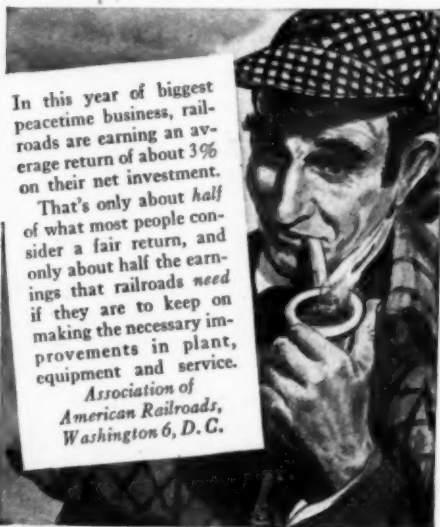 In this year of biggest
peacetime business, rail-
roads are earning an av-
erage return of about 3%
on their net investment.
That's only about half
of what most people con-
sider a fair return, and
only about half the earn-
ings that railroads need
if they are to keep on
making the necessary im-
provements in plant,
equipment and service.
Association of
American Railroads,
Washington 6, D. C.